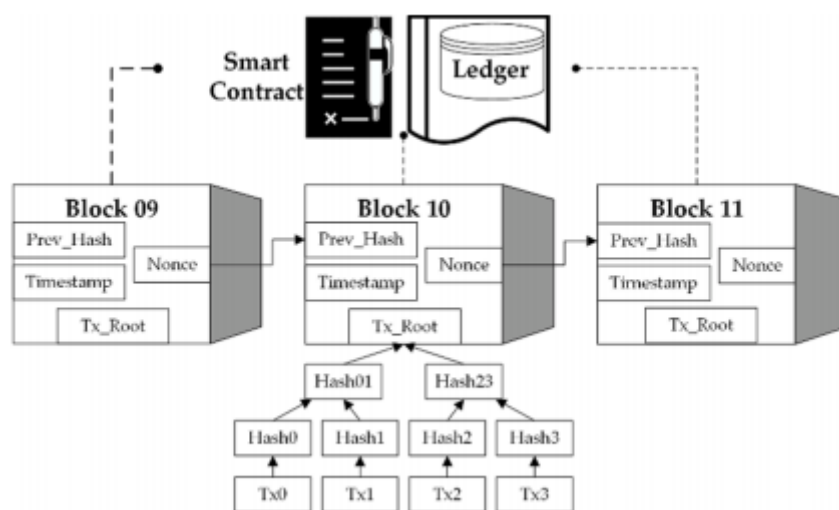 Smart
Contract
Ledger
Block 09
Prev_Hash
Nonce
Timestamp
Tx_Root
Block 10
Prev_Hash
Nonce
Timestamp
Tx_Root
Block 11
Prev_Hash
Nonce
Timestamp
Tx_Root
Hash01
Hash23
Hash0
Hash1
Hash2
Hash3
Tx0
Tx1
Tx2
Tx3